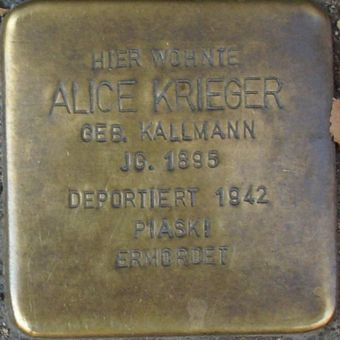 HIER WOHNTE
ALICE KRIEGER
GEB. KALLMANN
JG. 1895
DEPORTIERT 1942
PIASKI
ERMORDET